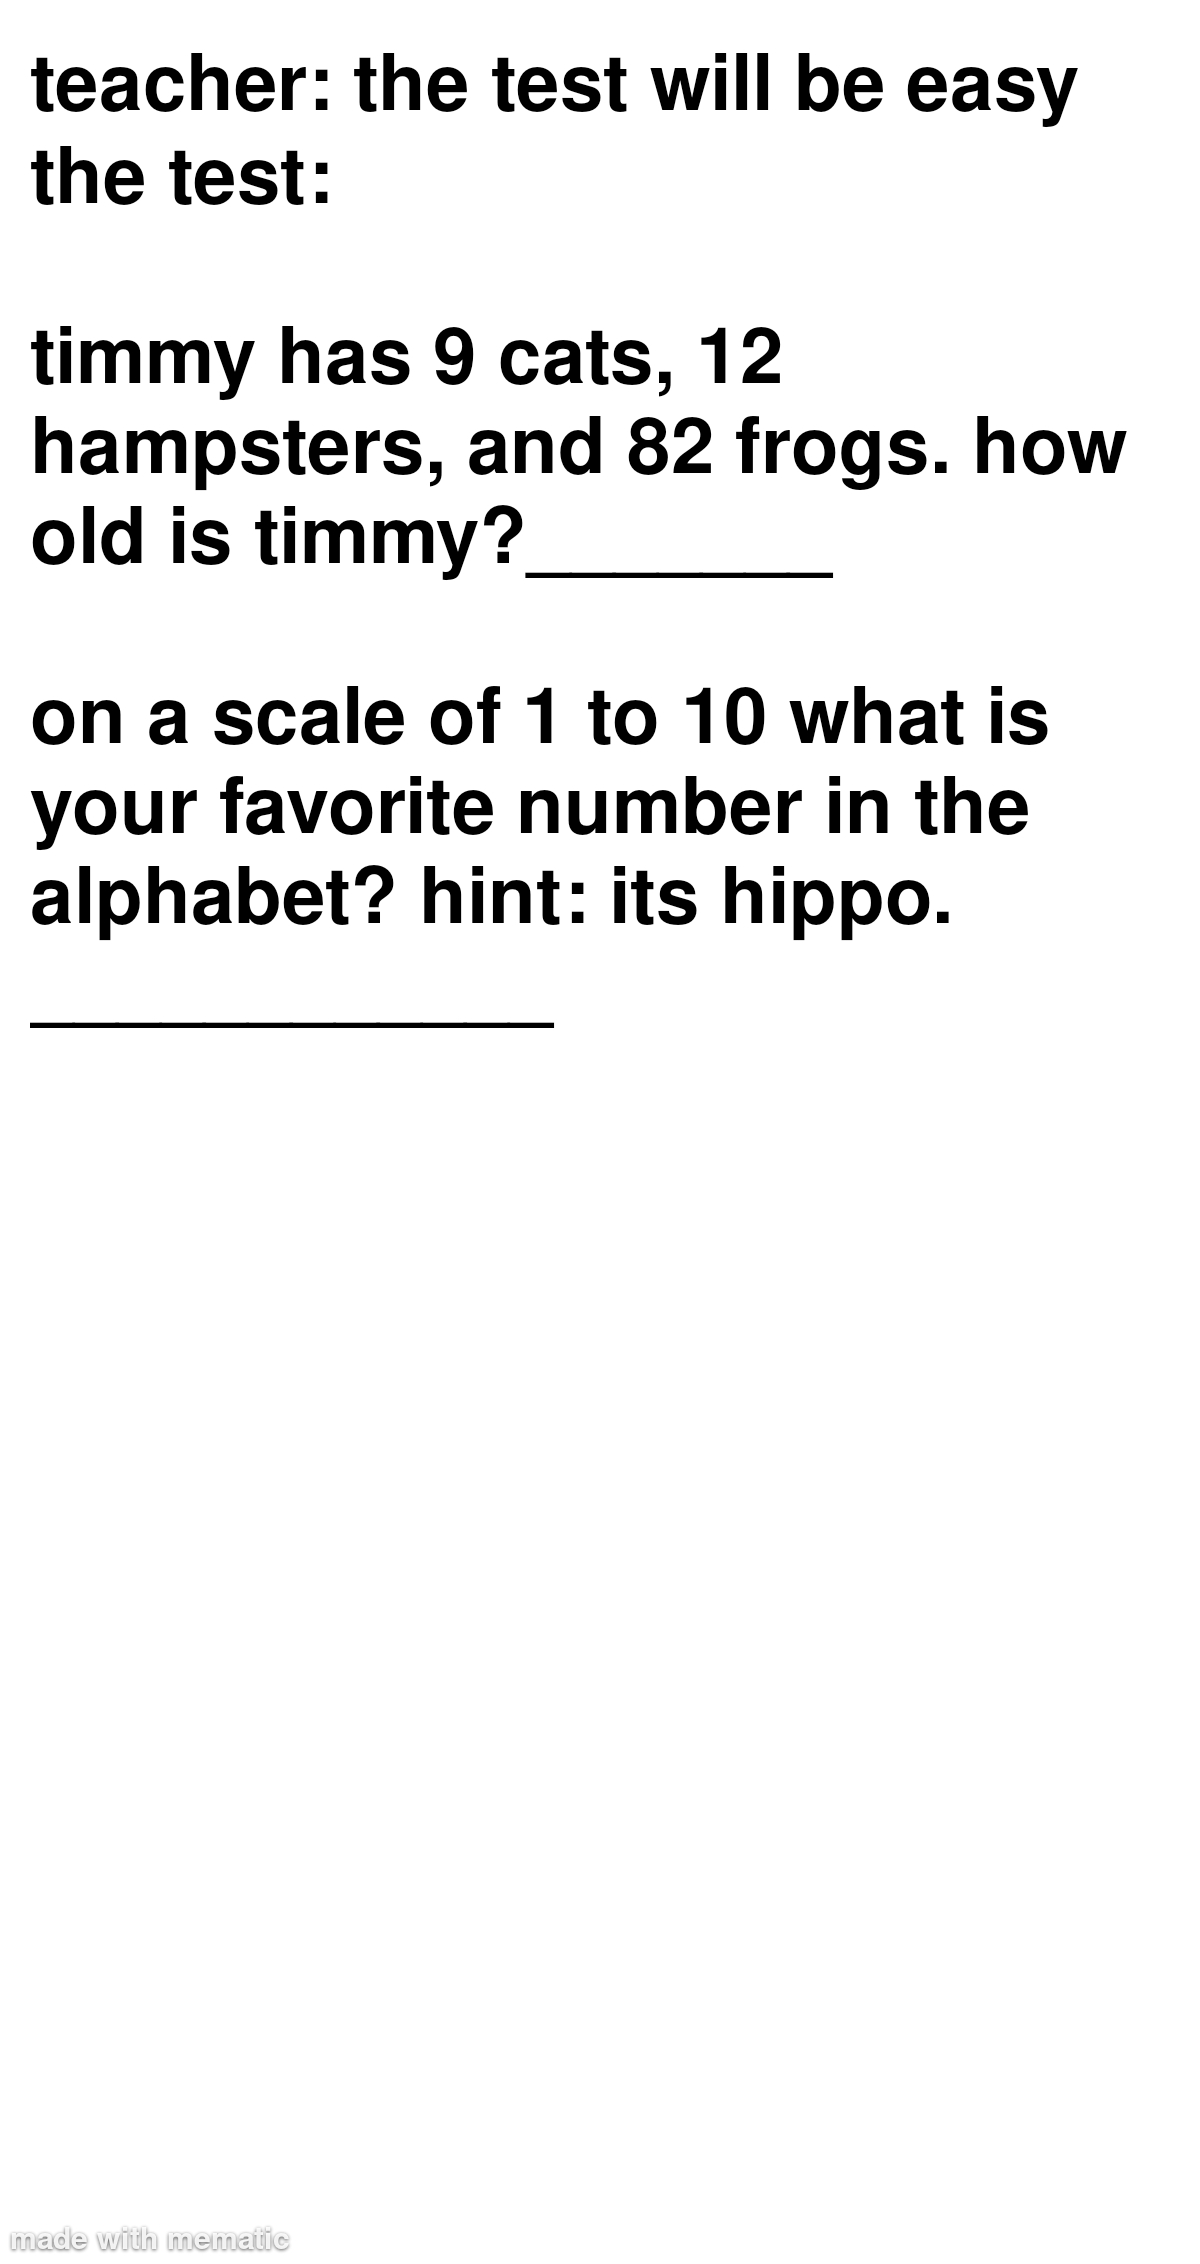 teacher: the test will be easy
the test:
timmy has 9 cats, 12
hampsters, and 82 frogs. how
old is timmy?_______
on a scale of 1 to 10 what is
your favorite number in the
alphabet? hint: its hippo.
____________
made with mematic